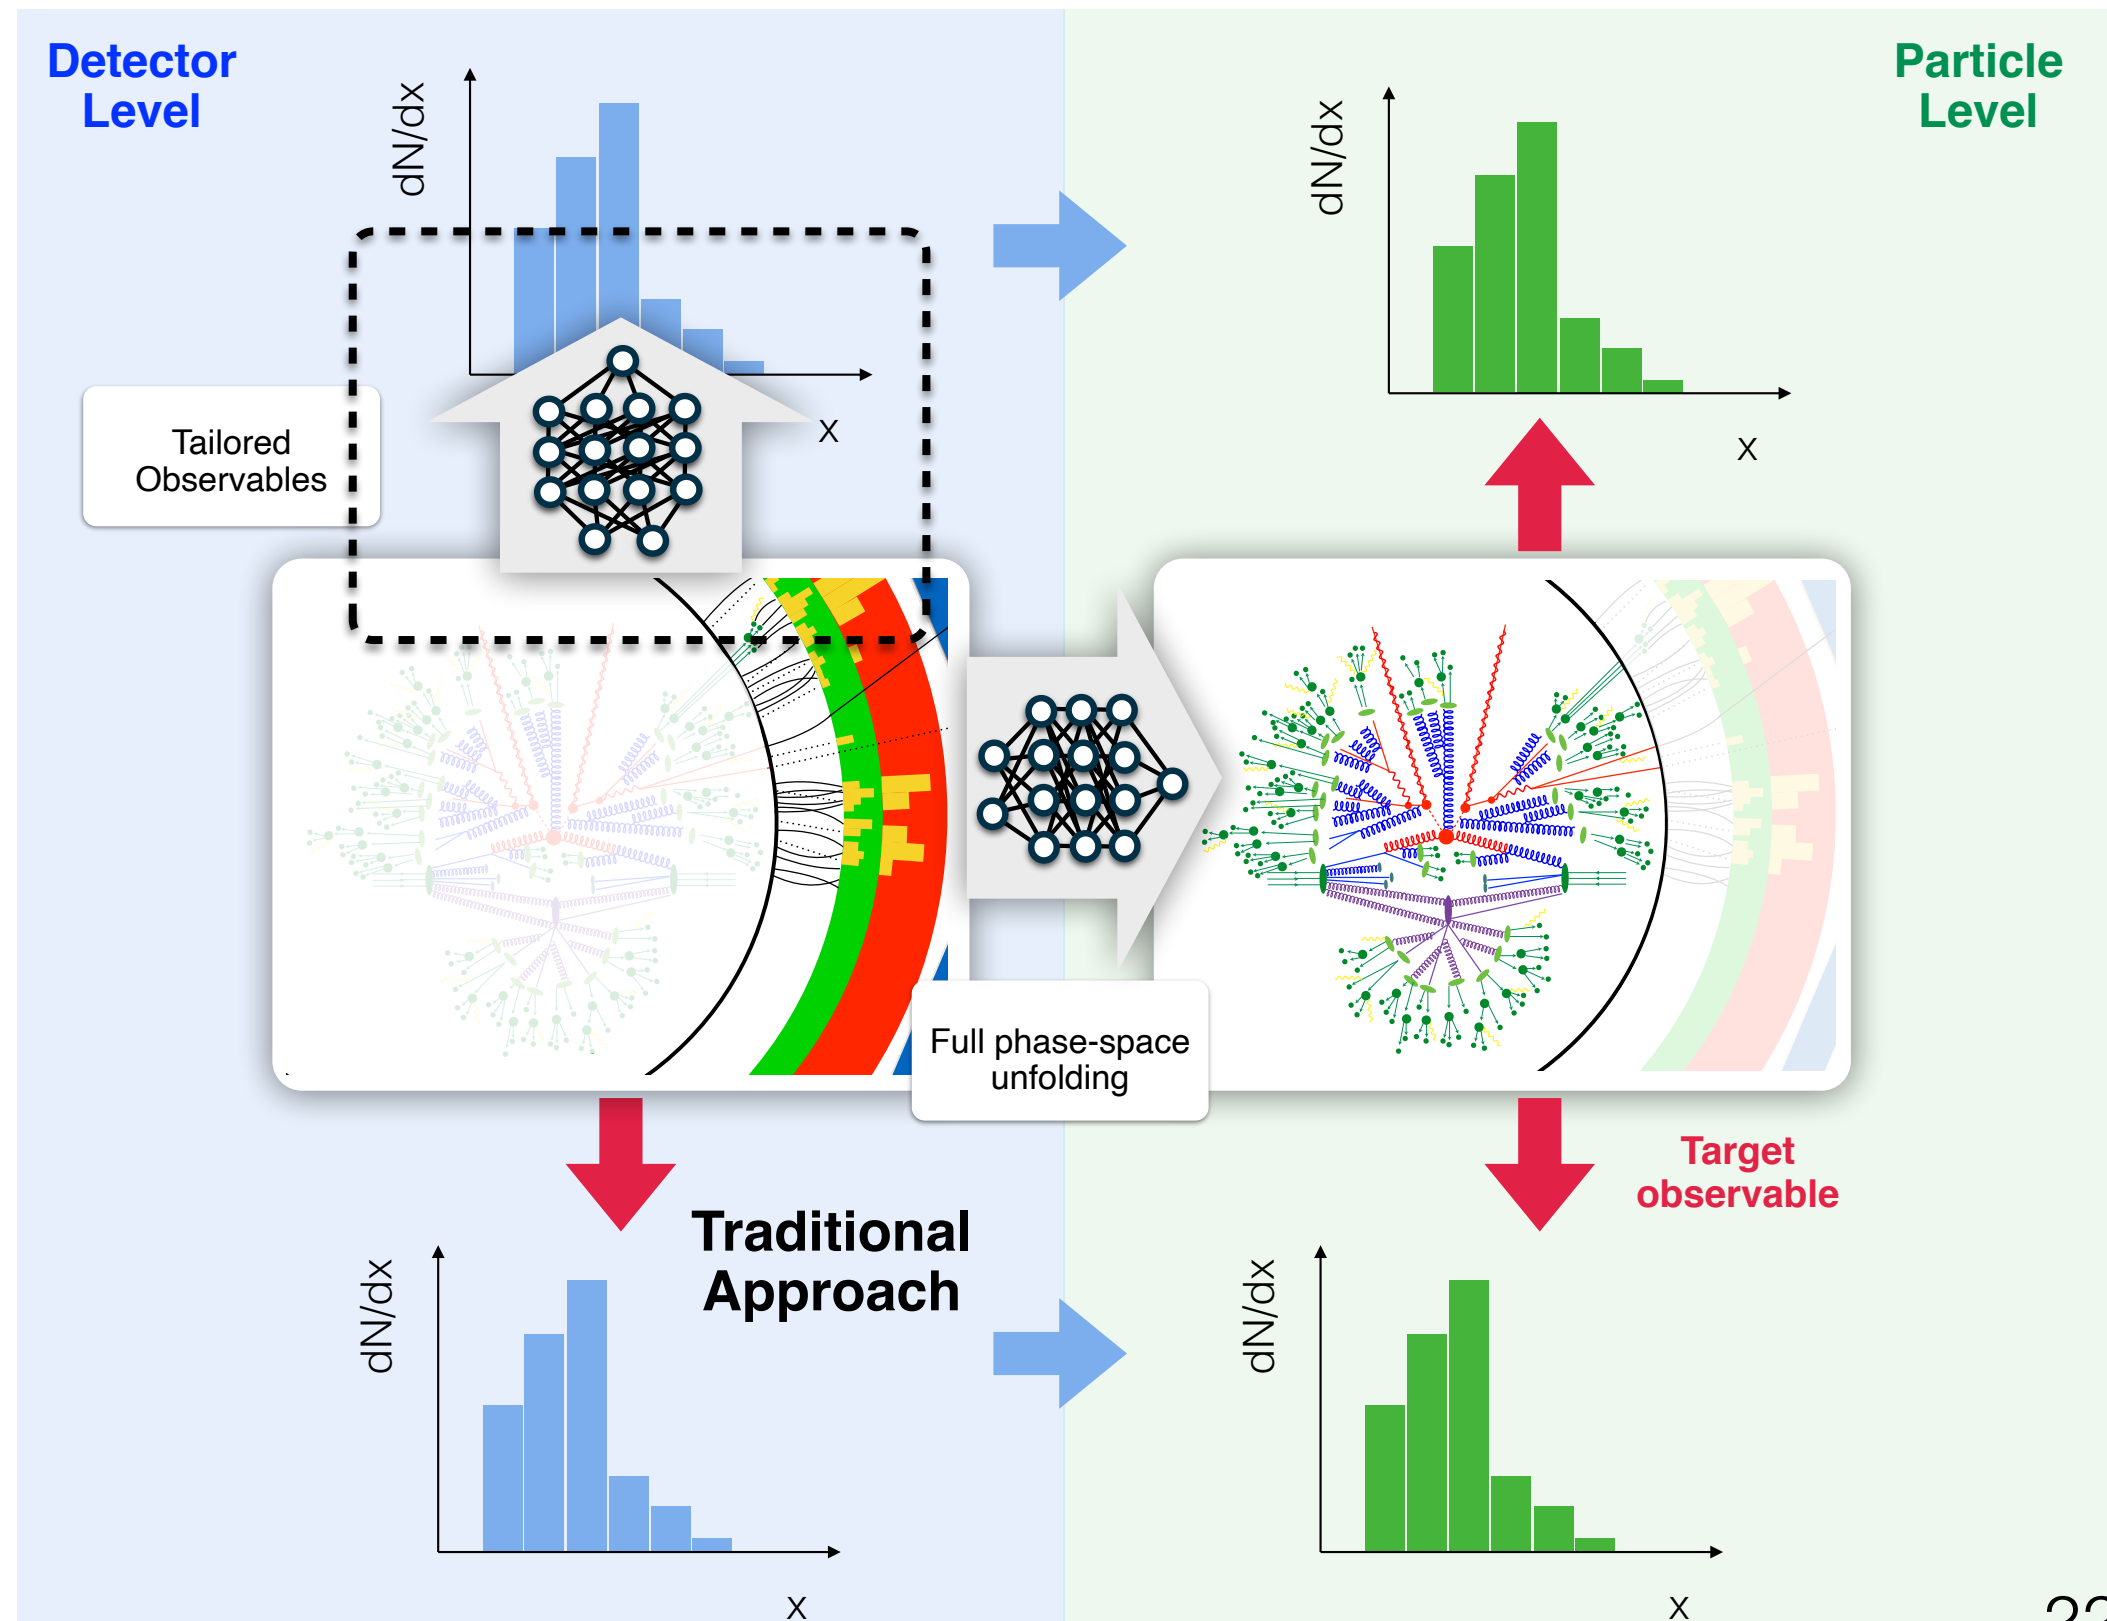 Detector
Level
Particle
Level
dN/dx
dN/dx
X
X
Tailored
Observables
Full phase-space
unfolding
Target
observable
Traditional
Approach
dN/dx
dN/dx
X
X